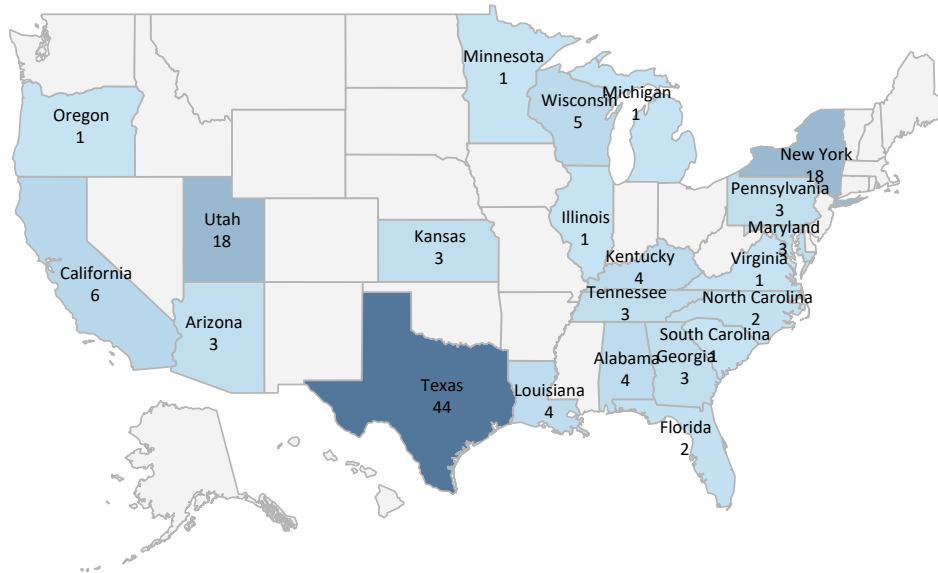 Minnesota
1
Wisconsin
5
Michigan
1
Oregon
1
New York
18
Pennsylvania
3
Maryland
3
Utah
18
Kansas
3
Illinois
1
Kentucky
4
Virginia
1
California
6
Tennessee
3
North Carolina
2
Arizona
3
South Carolina
1
Alabama
4
Georgia
3
Texas
44
Louisiana
4
Florida
2